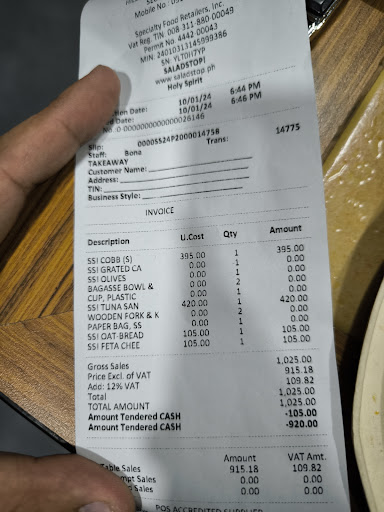 Mobile No.
Specialty Food Retailers, Inc.
Vat Reg. TIN 008-311-880-00049
Permit No. 4442 00043
MIN: 24010313145999386
SN: YLT0H7YP
SALADSTOP!
www.saladstop.ph
Holy Spirit
Date: 10/01/24 6:44 PM
Date: 10/01/24 6:46 PM
No. 0 0000000000000026146
Slip: 00005524P2000014758
Staff: Bona Trans: 14775
TAKEAWAY
Customer Name:
Address:
TIN:
Business Style:
INVOICE
Description U.Cost Qty Amount
SSI COBB (S) 395.00 1 395.00
SSI GRATED CA 0.00 1 0.00
SSI OLIVES 0.00 1 0.00
BAGASSE BOWL & 0.00 2 0.00
CUP, PLASTIC 0.00 1 0.00
SSI TUNA SAN 420.00 1 420.00
WOODEN FORK & K 0.00 2 0.00
PAPER BAG, SS 0.00 1 0.00
SSI OAT-BREAD 105.00 1 105.00
SSI FETA CHEE 105.00 1 105.00
Gross Sales 1,025.00
Price Excl. of VAT 915.18
Add: 12% VAT 109.82
Total 1,025.00
TOTAL AMOUNT 1,025.00
Amount Tendered CASH -105.00
Amount Tendered CASH -920.00
Amount VAT Amt.
Sales 915.18 109.82
Sales 0.00 0.00
Sales 0.00 0.00
POS ACCREDITED SUPPLIER